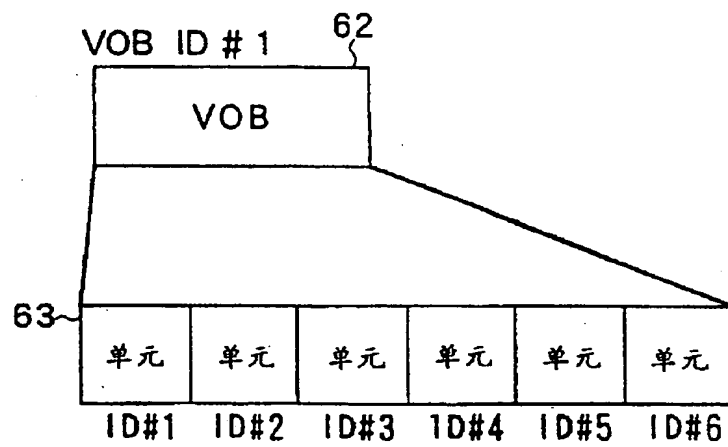 VOB ID # 1
62
VOB
63
单元 单元 单元 单元 单元 单元
ID#1 ID#2 ID#3 ID#4 ID#5 ID#6